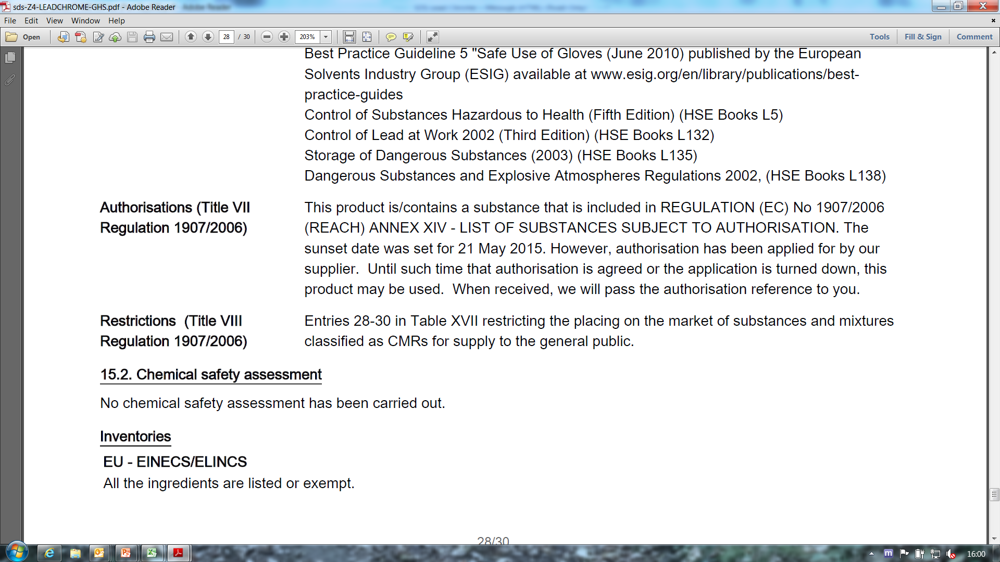 sds-Z4-LEADCHROME-GHS.pdf - Adobe Reader
File Edit View Window Help
Open 28 / 30 203% Tools Fill & Sign Comment
Best Practice Guideline 5 "Safe Use of Gloves (June 2010) published by the European
Solvents Industry Group (ESIG) available at www.esig.org/en/library/publications/best-
practice-guides
Control of Substances Hazardous to Health (Fifth Edition) (HSE Books L5)
Control of Lead at Work 2002 (Third Edition) (HSE Books L132)
Storage of Dangerous Substances (2003) (HSE Books L135)
Dangerous Substances and Explosive Atmospheres Regulations 2002, (HSE Books L138)
Authorisations (Title VII
Regulation 1907/2006)
This product is/contains a substance that is included in REGULATION (EC) No 1907/2006
(REACH) ANNEX XIV - LIST OF SUBSTANCES SUBJECT TO AUTHORISATION. The
sunset date was set for 21 May 2015. However, authorisation has been applied for by our
supplier.  Until such time that authorisation is agreed or the application is turned down, this
product may be used.  When received, we will pass the authorisation reference to you.
Restrictions  (Title VIII
Regulation 1907/2006)
Entries 28-30 in Table XVII restricting the placing on the market of substances and mixtures
classified as CMRs for supply to the general public.
15.2. Chemical safety assessment
No chemical safety assessment has been carried out.
Inventories
EU - EINECS/ELINCS
All the ingredients are listed or exempt.
28/30
16:00